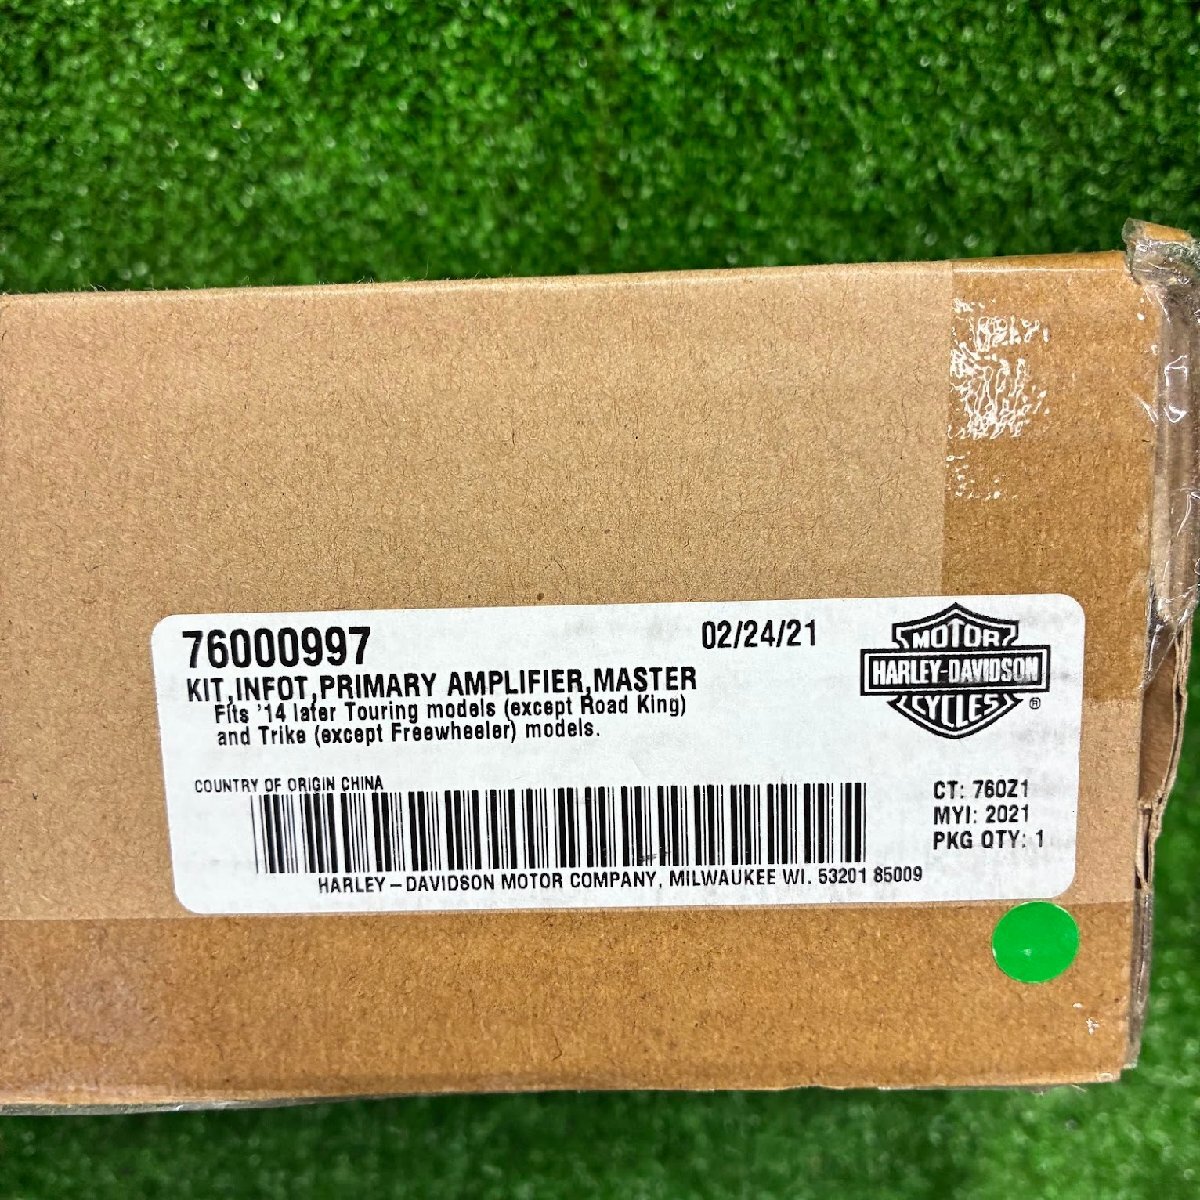 76000997
02/24/21
KIT,INFOT,PRIMARY AMPLIFIER,MASTER
Fits '14 later Touring models (except Road King)
and Trike (except Freewheeler) models.
MOTOR
HARLEY-DAVIDSON
CYCLES
®
COUNTRY OF ORIGIN CHINA
CT: 760Z1
MYI: 2021
PKG QTY: 1
HARLEY-DAVIDSON MOTOR COMPANY, MILWAUKEE WI. 53201 85009